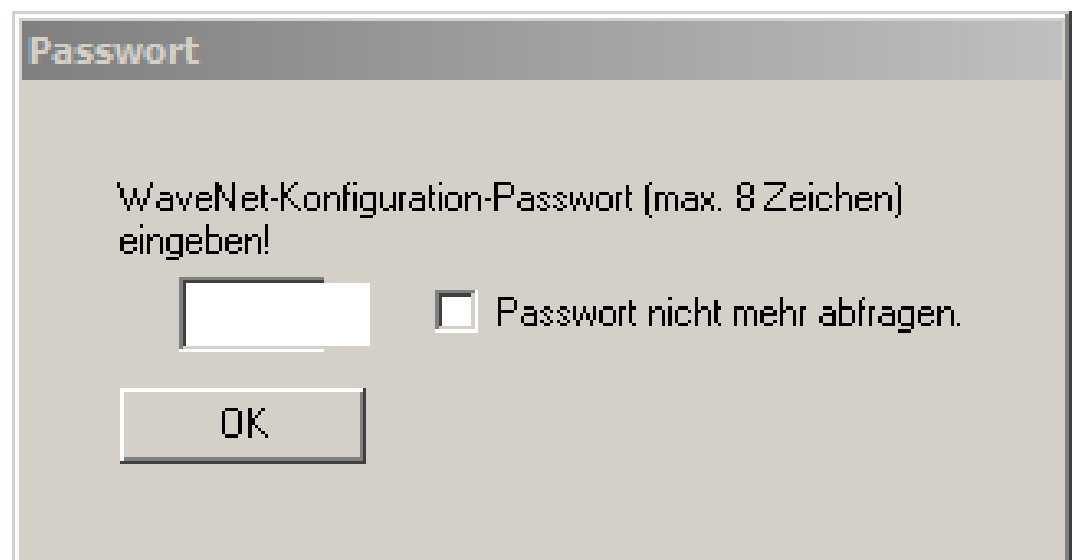 Passwort
WaveNet-Konfiguration-Passwort (max. 8 Zeichen)
eingeben!
Passwort nicht mehr abfragen.
OK